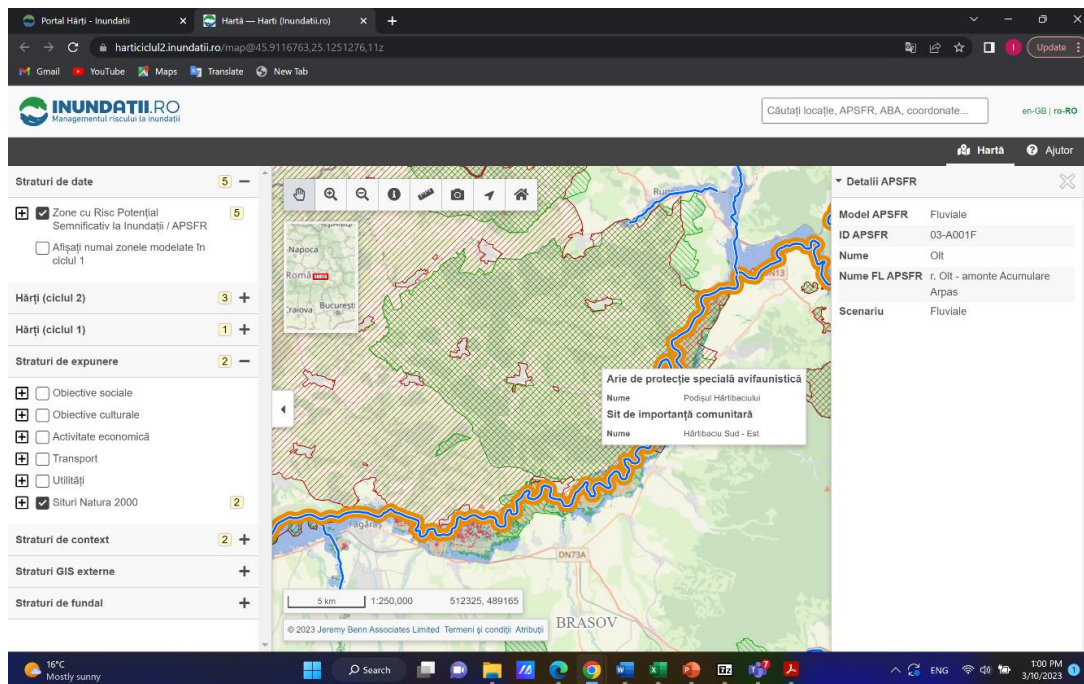 Portal Hărți - Inundatii
Hartă — Harti (Inundatii.ro)
harticiclul2.inundatii.ro/map@45.9116763,25.1251276,11z
Update
Gmail
YouTube
Maps
Translate
New Tab
INUNDATII.RO
Managementul riscului la inundații
Căutați locație, APSFR, ABA, coordonate...
en-GB | ro-RO
Hartă
Ajutor
Straturi de date 5
Zone cu Risc Potențial 5
Semnificativ la Inundații / APSFR
Afișați numai zonele modelate în
ciclul 1
Hărți (ciclul 2) 3
Hărți (ciclul 1) 1
Straturi de expunere 2
Obiective sociale
Obiective culturale
Activitate economică
Transport
Utilități
Situri Natura 2000 2
Straturi de context 2
Straturi GIS externe
Straturi de fundal
-Napoca
Româ
raiova București
Rup
DN13
Arie de protecție specială avifaunistică
Nume Podișul Hârtibaciului
Sit de importanță comunitară
Nume Hârtibaciu Sud - Est
Făgăraș
DN73A
5 km 1:250,000 512325, 489165
© 2023 Jeremy Benn Associates Limited Termeni și condiții Atribuții
BRASOV
Detalii APSFR
Model APSFR Fluviale
ID APSFR 03-A001F
Nume Olt
Nume FL APSFR r. Olt - amonte Acumulare
Arpas
Scenariu Fluviale
16°C
Mostly sunny
Search
7
ENG
1:00 PM
3/10/2023
1